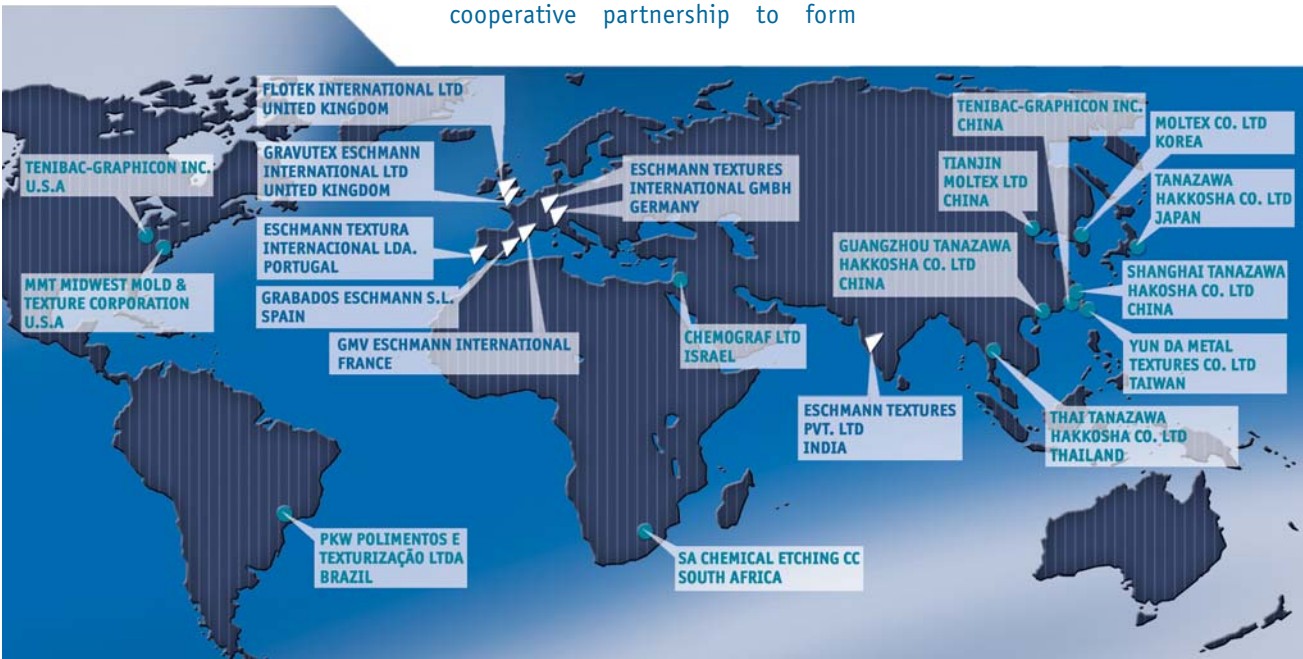 cooperative partnership to form
FLOTEK INTERNATIONAL LTD
UNITED KINGDOM
GRAVUTEX ESCHMANN
INTERNATIONAL LTD
UNITED KINGDOM
TENIBAC-GRAPHICON INC.
U.S.A
ESCHMANN TEXTURA
INTERNACIONAL LDA.
PORTUGAL
MMT MIDWEST MOLD &
TEXTURE CORPORATION
U.S.A
GRABADOS ESCHMANN S.L.
SPAIN
GMV ESCHMANN INTERNATIONAL
FRANCE
ESCHMANN TEXTURES
INTERNATIONAL GMBH
GERMANY
TENIBAC-GRAPHICON INC.
CHINA
MOLTEX CO. LTD
KOREA
TIANJIN
MOLTEX LTD
CHINA
TANAZAWA
HAKKOSHA CO. LTD
JAPAN
GUANGZHOU TANAZAWA
HAKKOSHA CO. LTD
CHINA
SHANGHAI TANAZAWA
HAKOSHA CO. LTD
CHINA
CHEMOGRAF LTD
ISRAEL
YUN DA METAL
TEXTURES CO. LTD
TAIWAN
ESCHMANN TEXTURES
PVT. LTD
INDIA
THAI TANAZAWA
HAKKOSHA CO. LTD
THAILAND
PKW POLIMENTOS E
TEXTURIZAÇÃO LTDA
BRAZIL
SA CHEMICAL ETCHING CC
SOUTH AFRICA